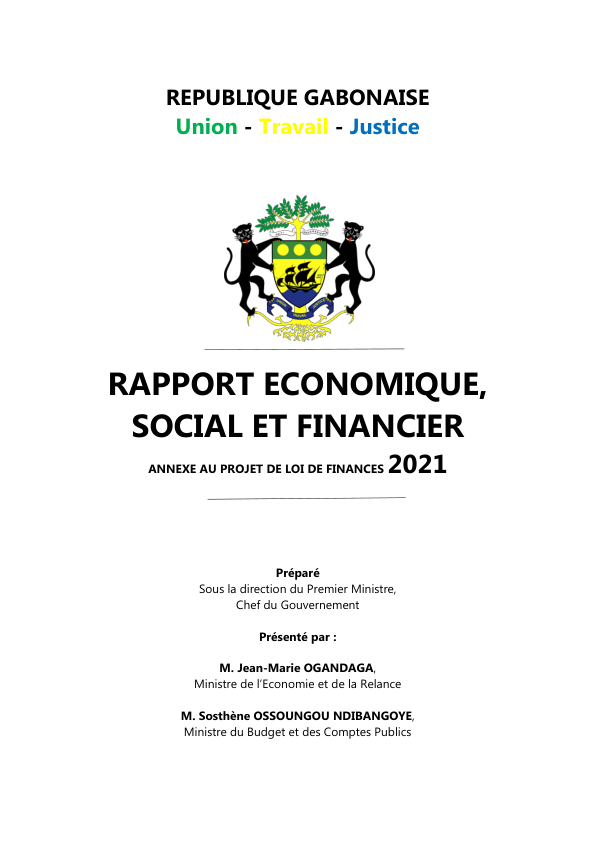 REPUBLIQUE GABONAISE
Union - Travail - Justice
RAPPORT ECONOMIQUE,
SOCIAL ET FINANCIER
ANNEXE AU PROJET DE LOI DE FINANCES 2021
Préparé
Sous la direction du Premier Ministre,
Chef du Gouvernement
Présenté par :
M. Jean-Marie OGANDAGA,
Ministre de l’Economie et de la Relance
M. Sosthène OSSOUNGOU NDIBANGOYE,
Ministre du Budget et des Comptes Publics